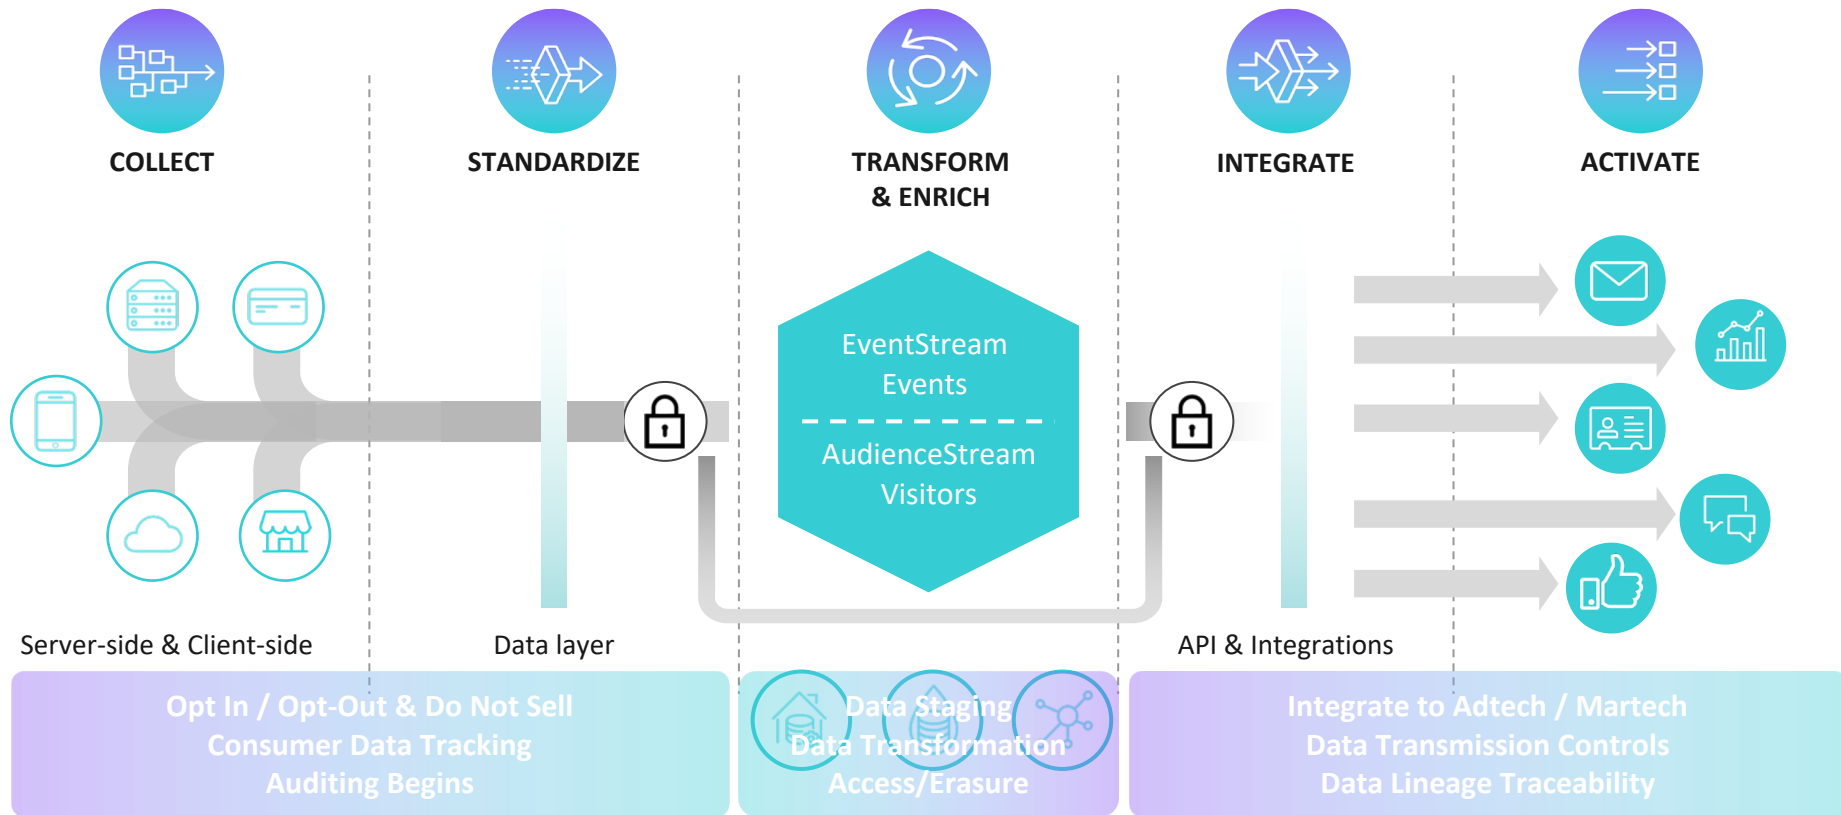 COLLECT
STANDARDIZE
TRANSFORM
& ENRICH
INTEGRATE
ACTIVATE
EventStream
Events
AudienceStream
Visitors
Server-side & Client-side
Data layer
API & Integrations
Opt In / Opt-Out & Do Not Sell
Consumer Data Tracking
Auditing Begins
Data Staging
Data Transformation
Access/Erasure
Integrate to Adtech / Martech
Data Transmission Controls
Data Lineage Traceability